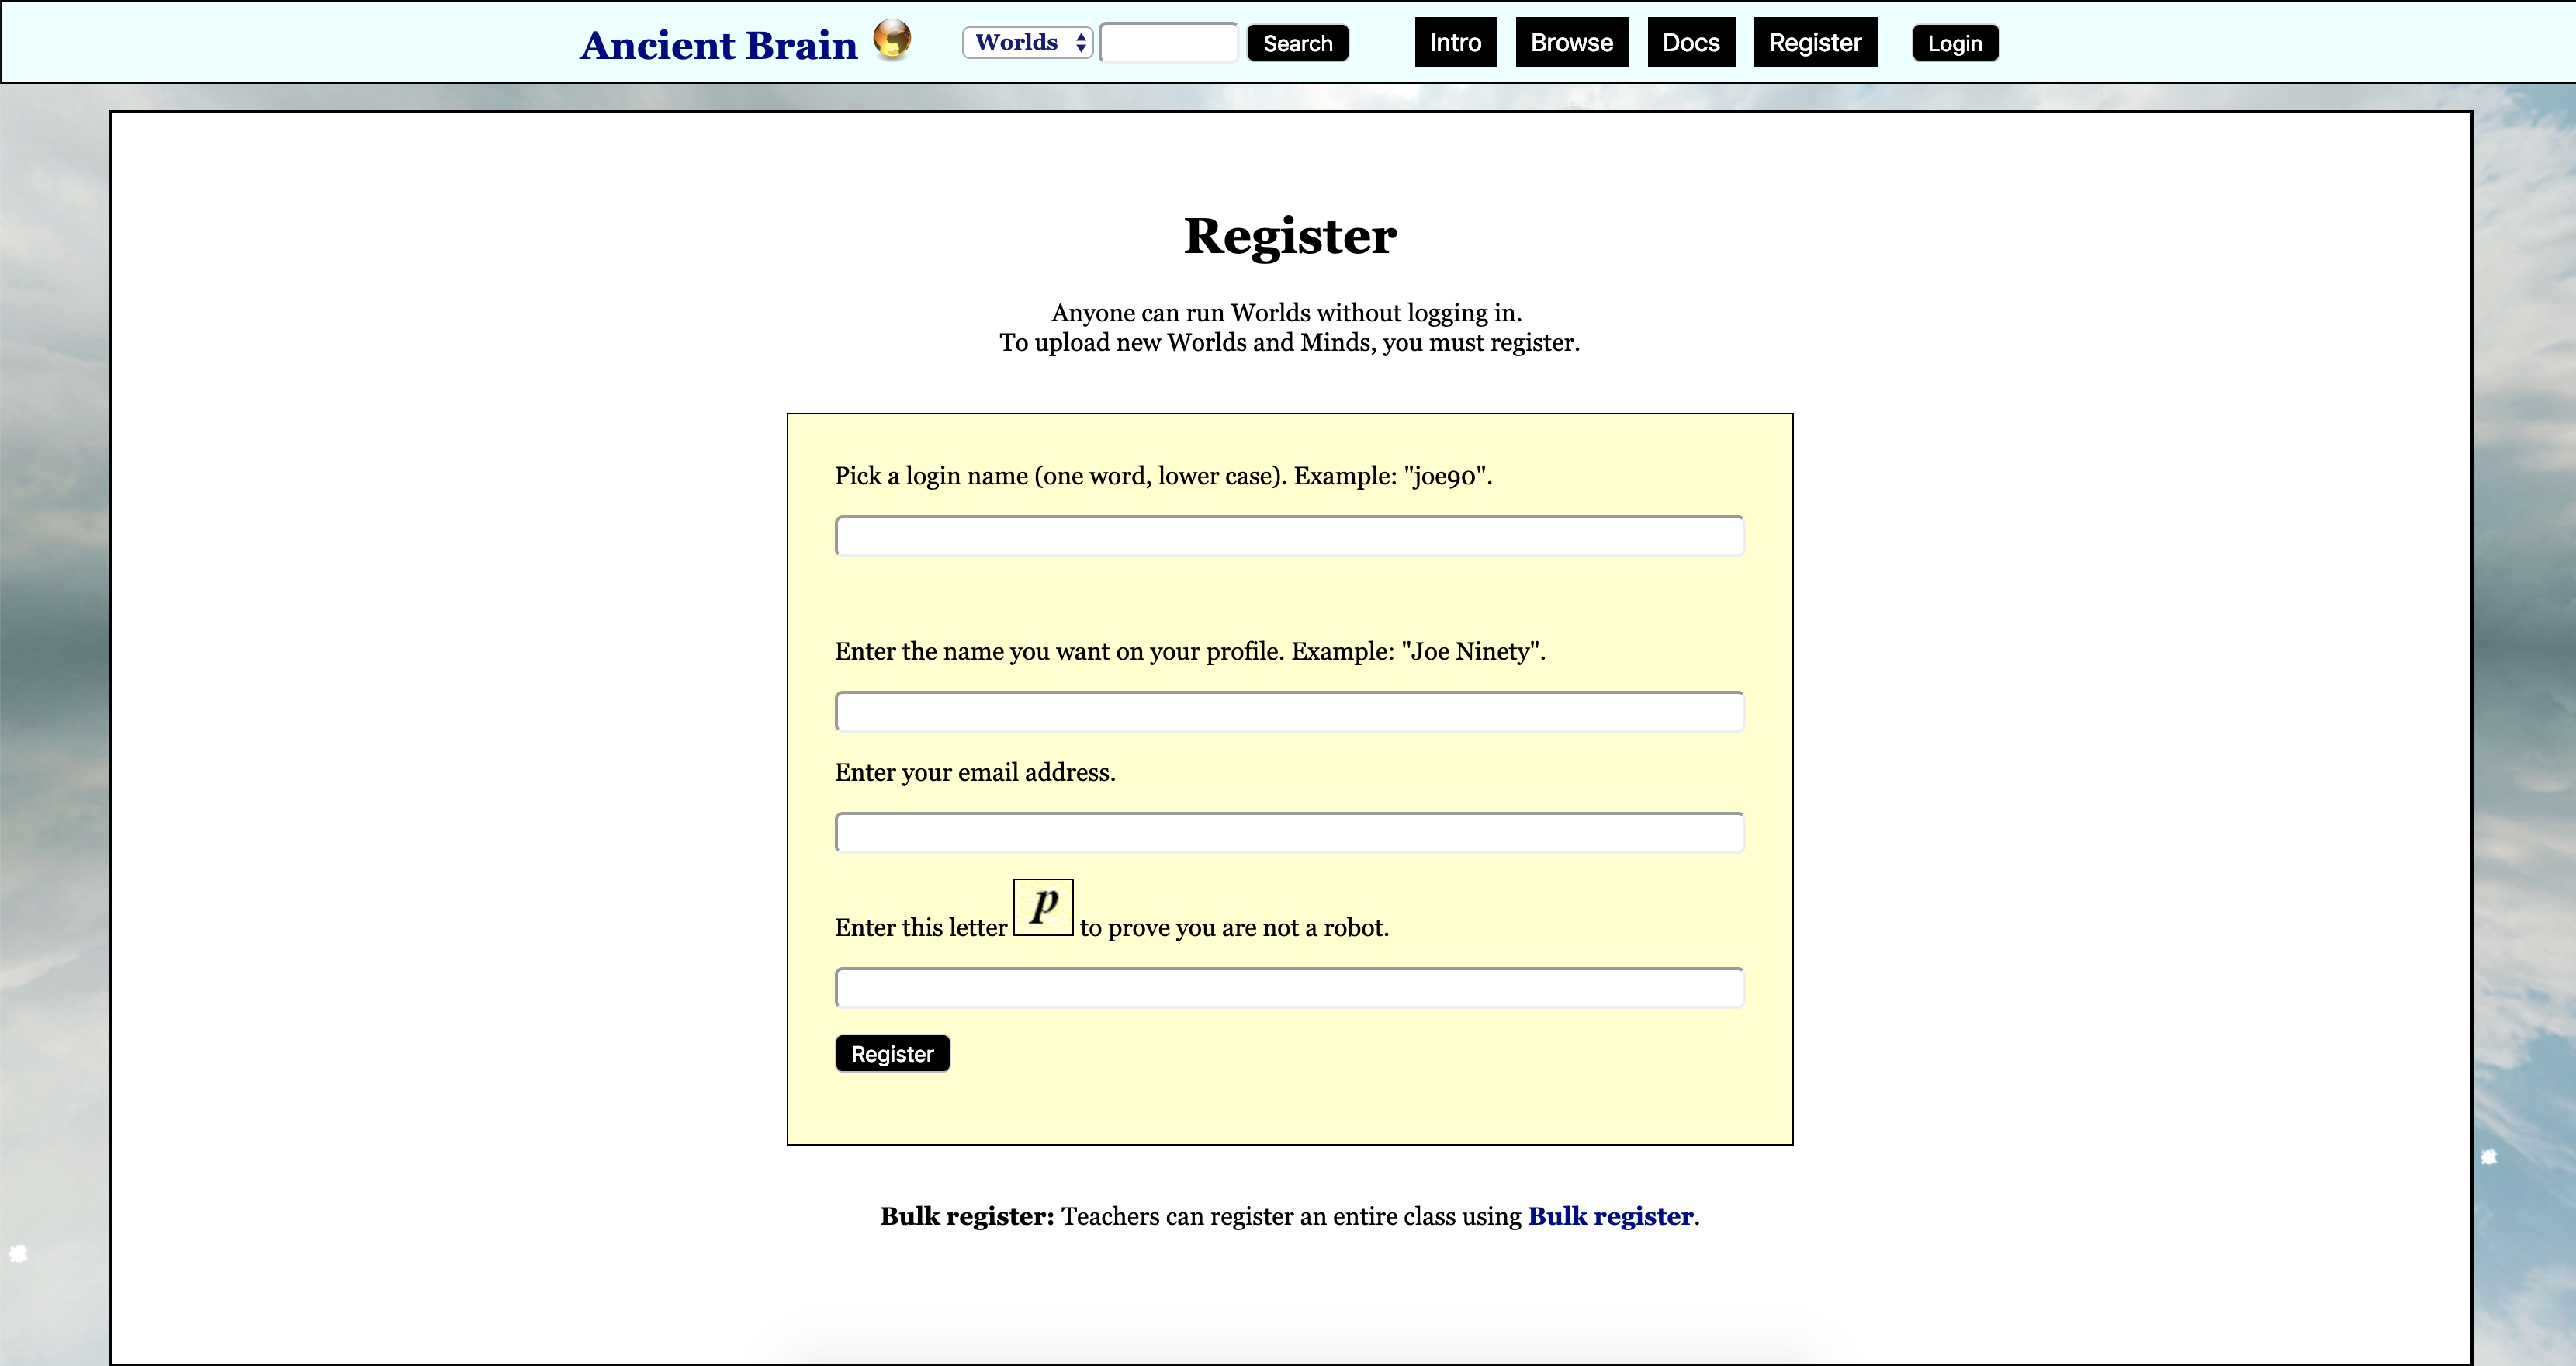 Ancient Brain Worlds Search Intro Browse Docs Register Login
Register
Anyone can run Worlds without logging in.
To upload new Worlds and Minds, you must register.
Pick a login name (one word, lower case). Example: "joe90".
Enter the name you want on your profile. Example: "Joe Ninety".
Enter your email address.
Enter this letter p to prove you are not a robot.
Register
Bulk register: Teachers can register an entire class using Bulk register.